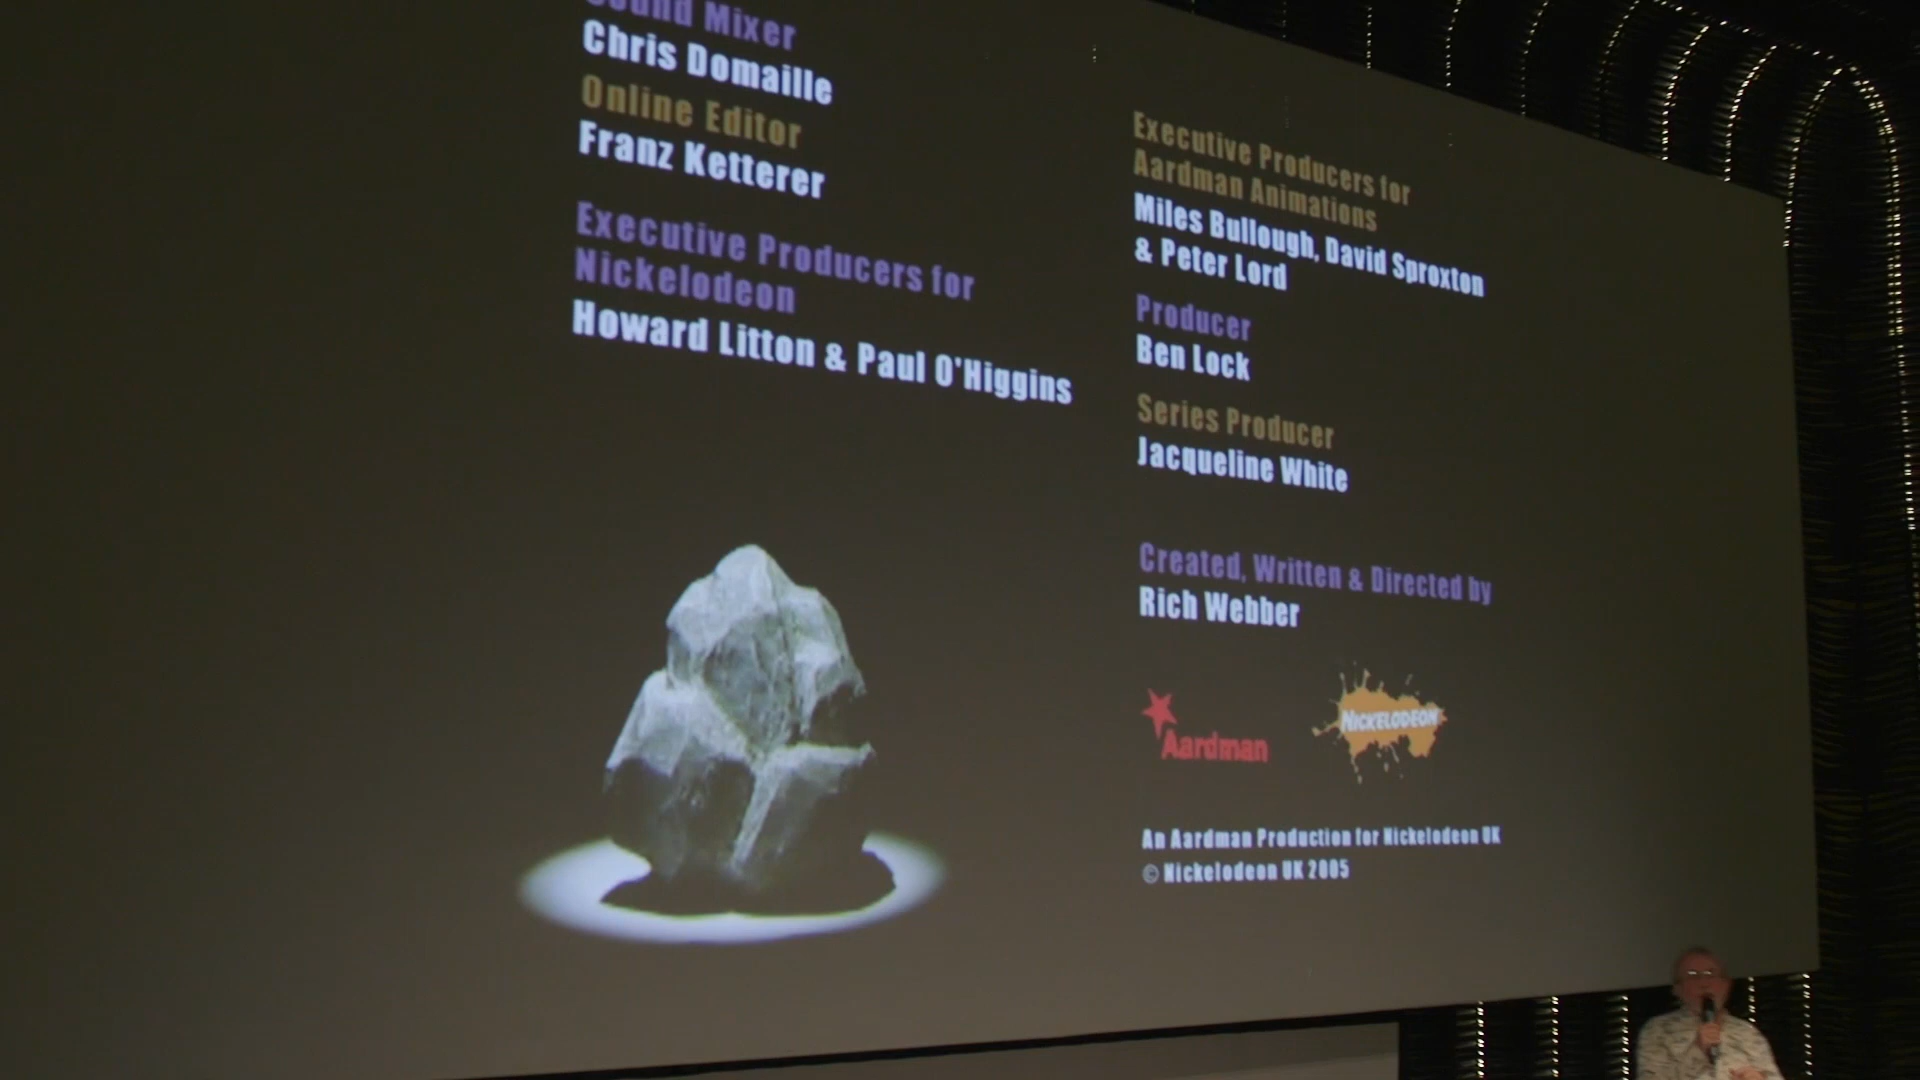 Sound Mixer
Chris Domaille
Online Editor
Franz Ketterer
Executive Producers for
Nickelodeon
Howard Litton & Paul O'Higgins
Executive Producers for
Aardman Animations
Miles Bullough, David Sproxton
& Peter Lord
Producer
Ben Lock
Series Producer
Jacqueline White
Created, Written & Directed by
Rich Webber
Aardman
NICKELODEON
An Aardman Production for Nickelodeon UK
© Nickelodeon UK 2005